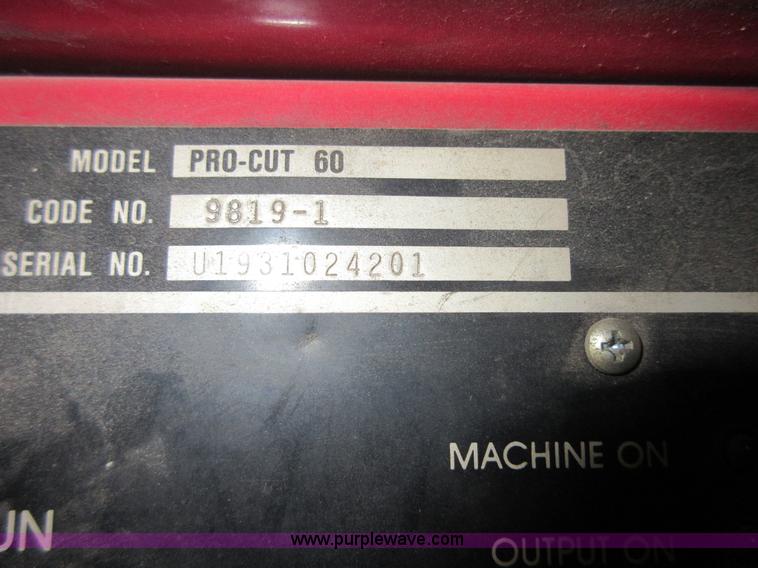 MODEL PRO-CUT 60
CODE NO. 9819-1
SERIAL NO. U1931024201
MACHINE ON
UN
www.purplewave.com
OUTPUT ON